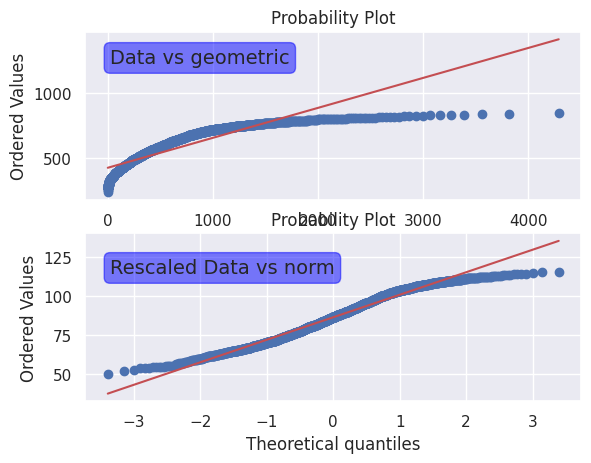 Probability Plot
Data vs geometric
Ordered Values
1000
500
0 1000 2000 3000 4000
Probability Plot
Rescaled Data vs norm
Ordered Values
125
100
75
50
−3 −2 −1 0 1 2 3
Theoretical quantiles